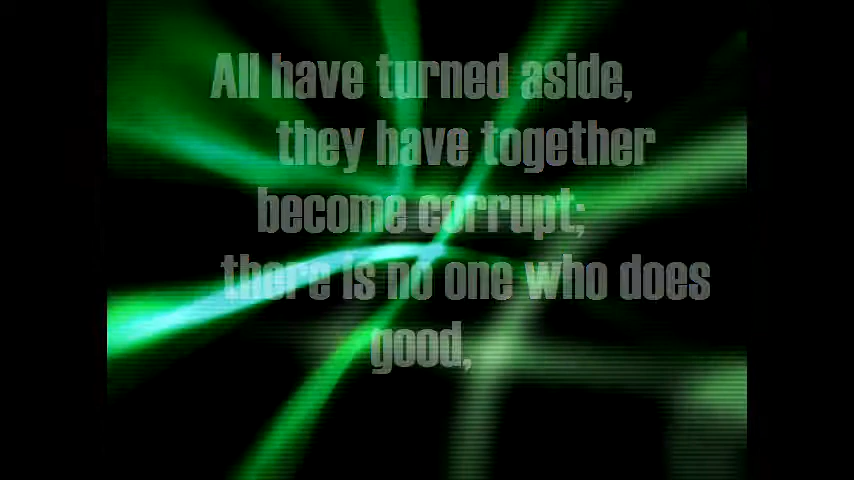 All have turned aside,
they have together
become corrupt;
there is no one who does
good,